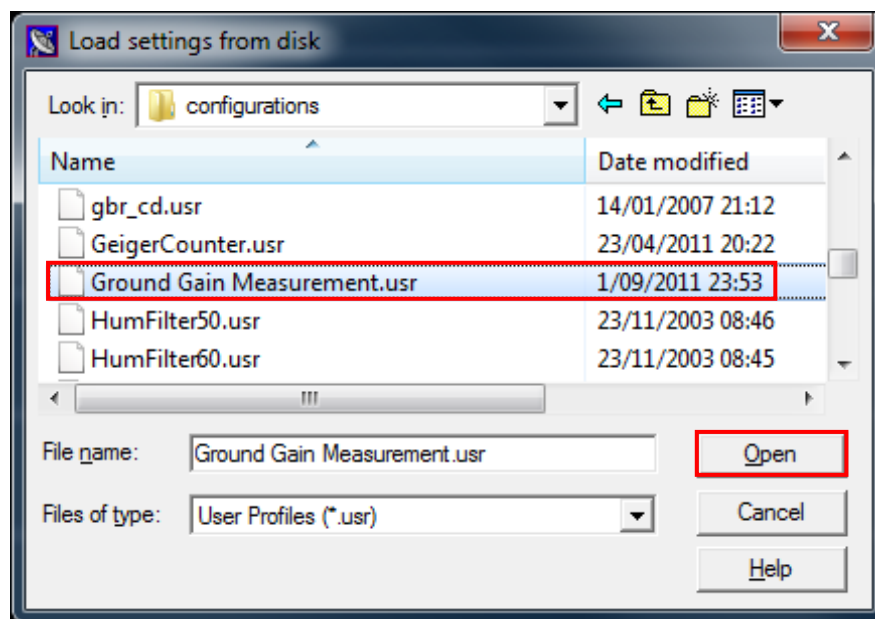 Load settings from disk
Look in: configurations
Name Date modified
gbr_cd.usr 14/01/2007 21:12
GeigerCounter.usr 23/04/2011 20:22
Ground Gain Measurement.usr 1/09/2011 23:53
HumFilter50.usr 23/11/2003 08:46
HumFilter60.usr 23/11/2003 08:45
File name: Ground Gain Measurement.usr Open
Files of type: User Profiles (*.usr) Cancel
Help